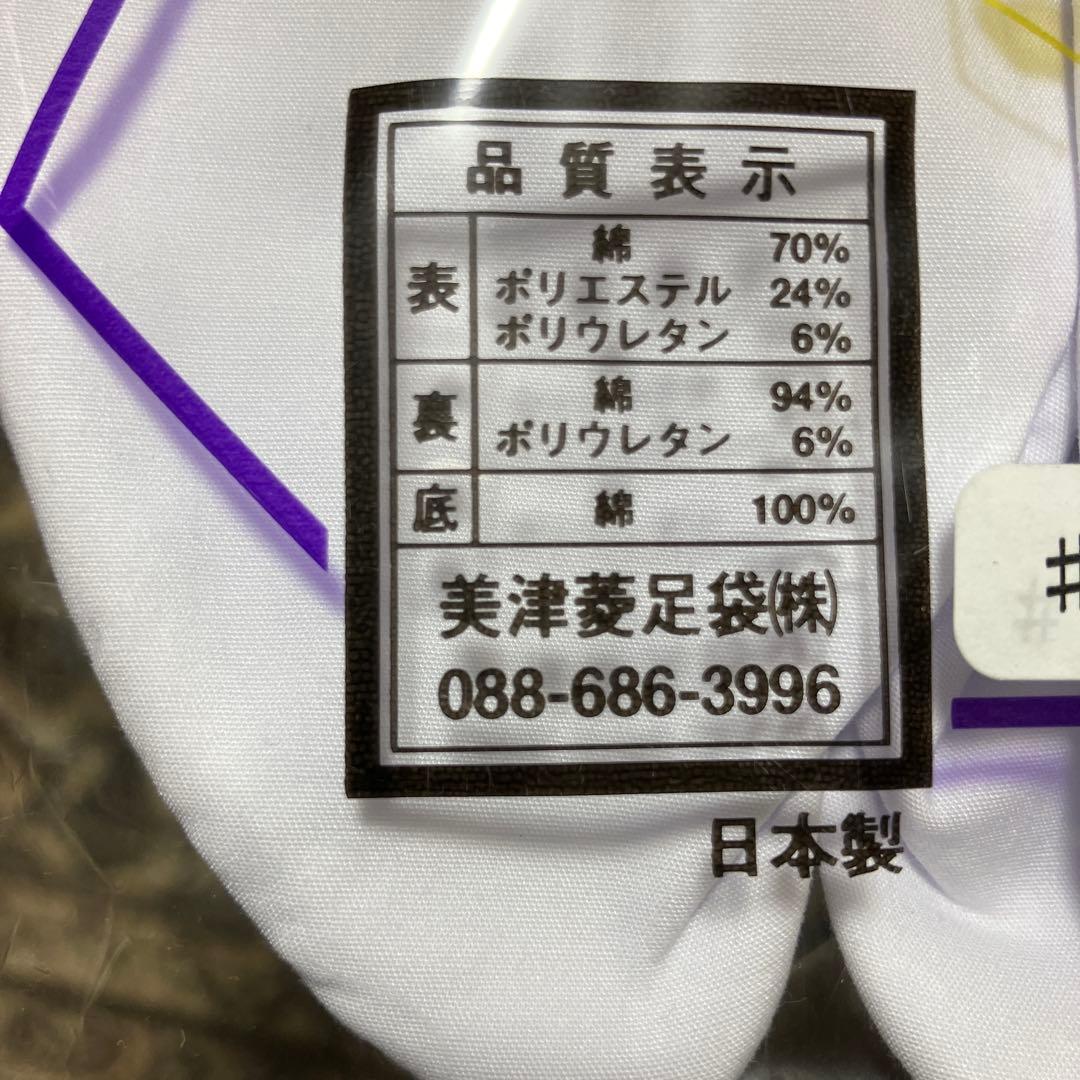 品質表示
表
綿 70%
ポリエステル 24%
ポリウレタン 6%
裏
綿 94%
ポリウレタン 6%
底
綿 100%
美津菱足袋㈱
088-686-3996
日本製
#